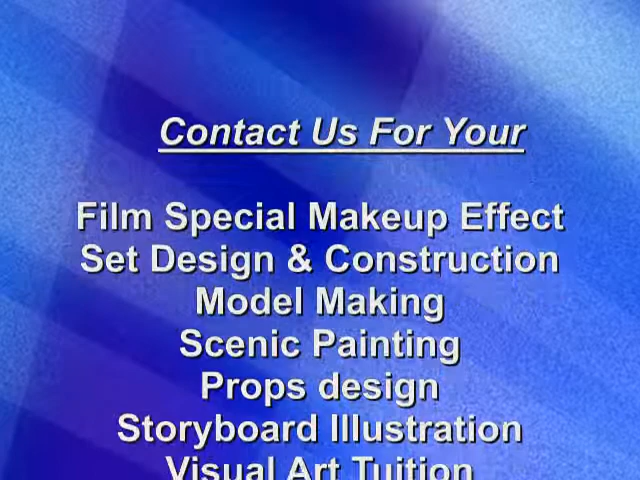 Contact Us For Your
Film Special Makeup Effect
Set Design & Construction
Model Making
Scenic Painting
Props design
Storyboard Illustration
Visual Art Tuition